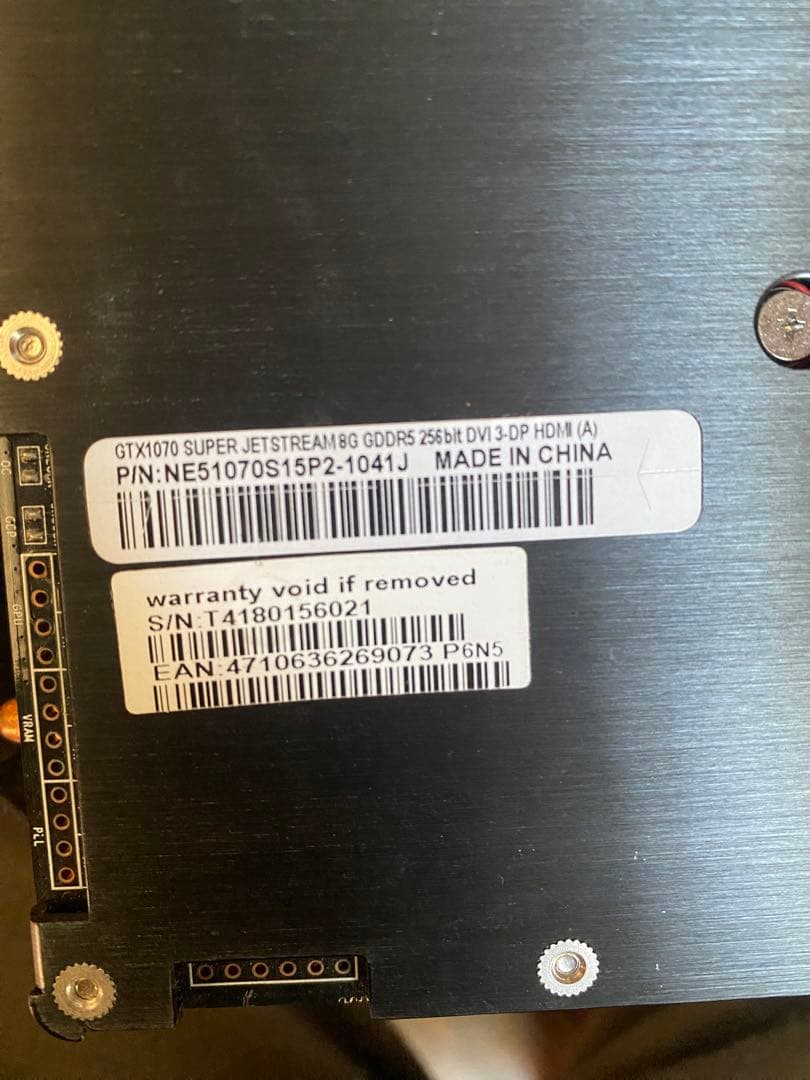 GTX1070 SUPER JETSTREAM 8G GDDR5 256bit DVI 3-DP HDMI (A)
P/N:NE51070S15P2-1041J MADE IN CHINA
warranty void if removed
S/N:T4180156021
EAN:4710636269073 P6N5
OC
GPU
VRAM
PLL